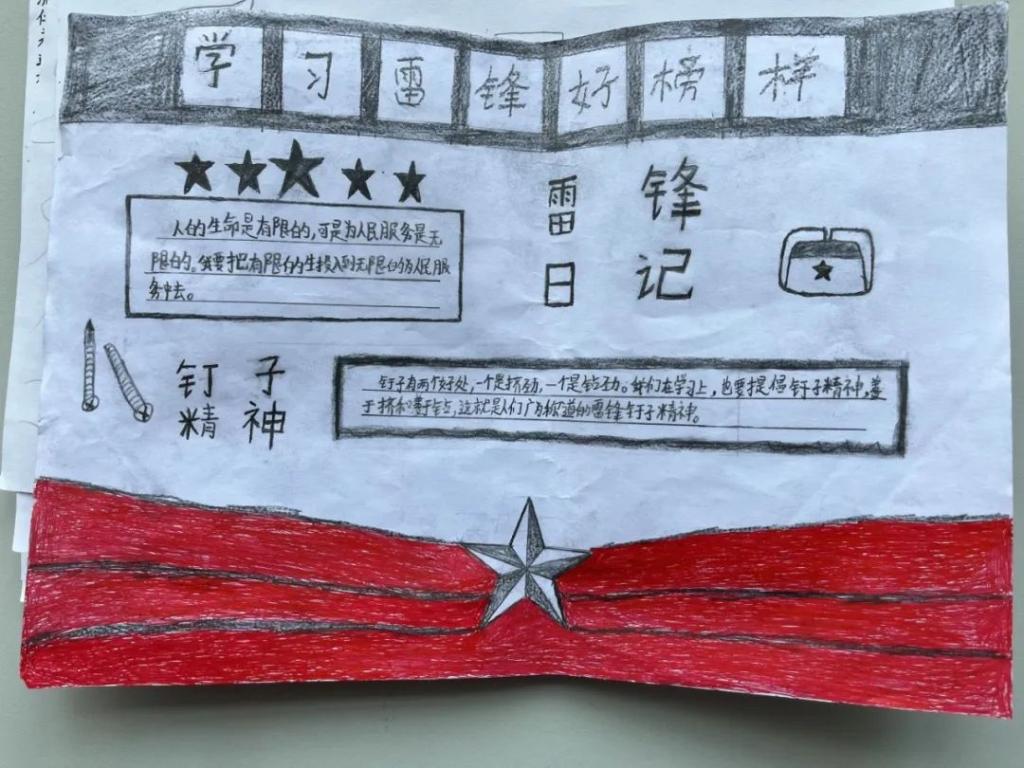 学习雷锋好榜样
人的生命是有限的，可是为人民服务是无
限的。我要把有限的生投入到无限的为人民服
务中去。
雷锋
日记
钉子
精神
钉子有两个好处，一个是挤劲，一个是钻劲。我们在学习上，也要提倡钉子精神，善
于挤和善于钻，这就是人们广为知道的雷锋钉子精神。